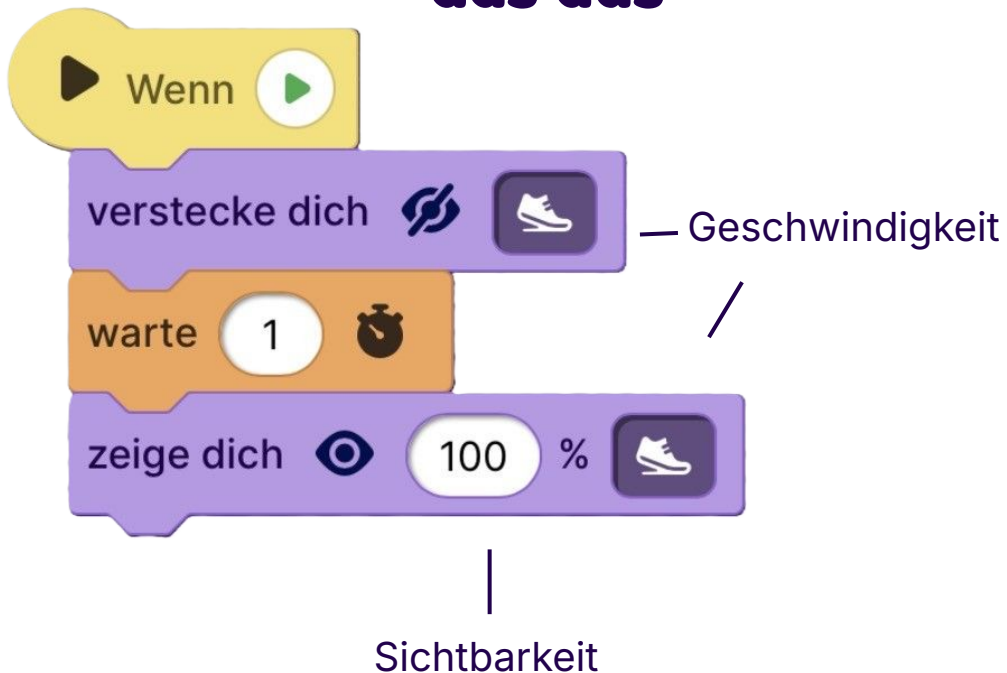 Wenn
verstecke dich
Geschwindigkeit
warte 1
zeige dich 100 %
Sichtbarkeit